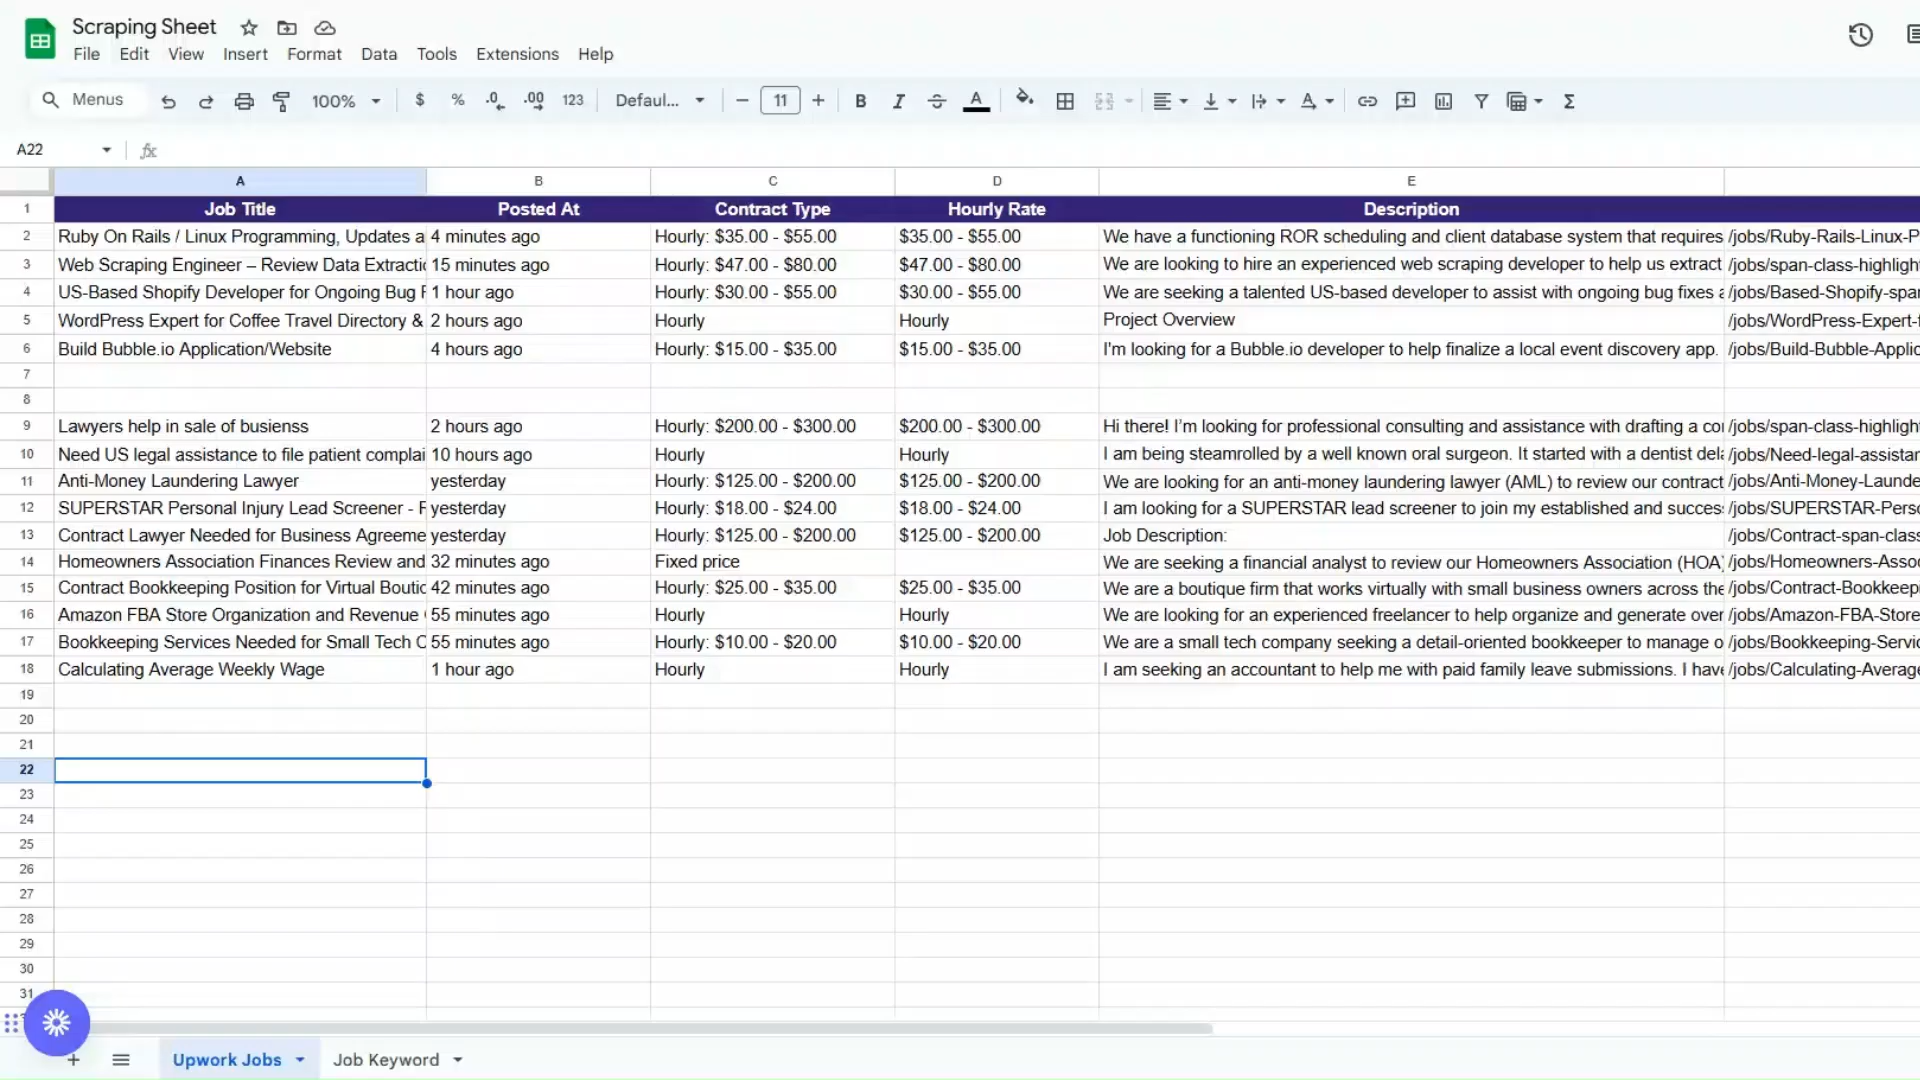 Scraping Sheet
File Edit View Insert Format Data Tools Extensions Help
Menus 100% $ % .0 .00 123 Defaul... − 11 + B I A A Σ
A22 fx
A B C D E
1 Job Title Posted At Contract Type Hourly Rate Description
2 Ruby On Rails / Linux Programming, Updates a 4 minutes ago Hourly: $35.00 - $55.00 $35.00 - $55.00 We have a functioning ROR scheduling and client database system that requires /jobs/Ruby-Rails-Linux-P
3 Web Scraping Engineer – Review Data Extractio 15 minutes ago Hourly: $47.00 - $80.00 $47.00 - $80.00 We are looking to hire an experienced web scraping developer to help us extract /jobs/span-class-highlight
4 US-Based Shopify Developer for Ongoing Bug F 1 hour ago Hourly: $30.00 - $55.00 $30.00 - $55.00 We are seeking a talented US-based developer to assist with ongoing bug fixes a /jobs/Based-Shopify-spa
5 WordPress Expert for Coffee Travel Directory & 2 hours ago Hourly Hourly Project Overview /jobs/WordPress-Expert-f
6 Build Bubble.io Application/Website 4 hours ago Hourly: $15.00 - $35.00 $15.00 - $35.00 I'm looking for a Bubble.io developer to help finalize a local event discovery app. /jobs/Build-Bubble-Applic
7
8
9 Lawyers help in sale of busienss 2 hours ago Hourly: $200.00 - $300.00 $200.00 - $300.00 Hi there! I’m looking for professional consulting and assistance with drafting a co /jobs/span-class-highlight
10 Need US legal assistance to file patient complai 10 hours ago Hourly Hourly I am being steamrolled by a well known oral surgeon. It started with a dentist dela /jobs/Need-legal-assistan
11 Anti-Money Laundering Lawyer yesterday Hourly: $125.00 - $200.00 $125.00 - $200.00 We are looking for an anti-money laundering lawyer (AML) to review our contract /jobs/Anti-Money-Launde
12 SUPERSTAR Personal Injury Lead Screener - F yesterday Hourly: $18.00 - $24.00 $18.00 - $24.00 I am looking for a SUPERSTAR lead screener to join my established and succes /jobs/SUPERSTAR-Perso
13 Contract Lawyer Needed for Business Agreeme yesterday Hourly: $125.00 - $200.00 $125.00 - $200.00 Job Description: /jobs/Contract-span-class
14 Homeowners Association Finances Review and 32 minutes ago Fixed price We are seeking a financial analyst to review our Homeowners Association (HOA) /jobs/Homeowners-Assoc
15 Contract Bookkeeping Position for Virtual Boutic 42 minutes ago Hourly: $25.00 - $35.00 $25.00 - $35.00 We are a boutique firm that works virtually with small business owners across the /jobs/Contract-Bookkeepi
16 Amazon FBA Store Organization and Revenue 55 minutes ago Hourly Hourly We are looking for an experienced freelancer to help organize and generate over /jobs/Amazon-FBA-Store
17 Bookkeeping Services Needed for Small Tech C 55 minutes ago Hourly: $10.00 - $20.00 $10.00 - $20.00 We are a small tech company seeking a detail-oriented bookkeeper to manage o /jobs/Bookkeeping-Servic
18 Calculating Average Weekly Wage 1 hour ago Hourly Hourly I am seeking an accountant to help me with paid family leave submissions. I have /jobs/Calculating-Average
19
20
21
22
23
24
25
26
27
28
29
30
31
+ Upwork Jobs Job Keyword